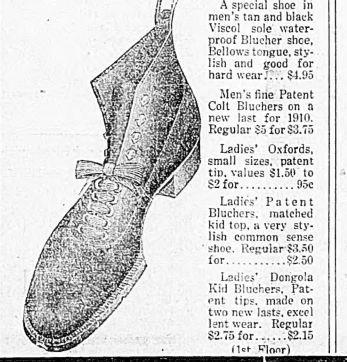 A special shoe in
men's tan and black
Viscol sole water-
proof Blucher shoe,
Bellows tongue, sty-
lish and good for
hard wear... $4.95
Men's fine Patent
Colt Bluchers on a
new last for 1910.
Regular $5 for $3.75
Ladies' Oxfords,
small sizes, patent
tip, values $1.50 to
$2 for.......... 95c
Ladies' Patent
Bluchers, matched
kid top, a very sty-
lish common sense
shoe. Regular $3.50
for............$2.50
Ladies' Dongola
Kid Bluchers, Pat-
ent tips, made on
two new lasts, excel
lent wear. Regular
$2.75 for......$2.15
(1st Floor)